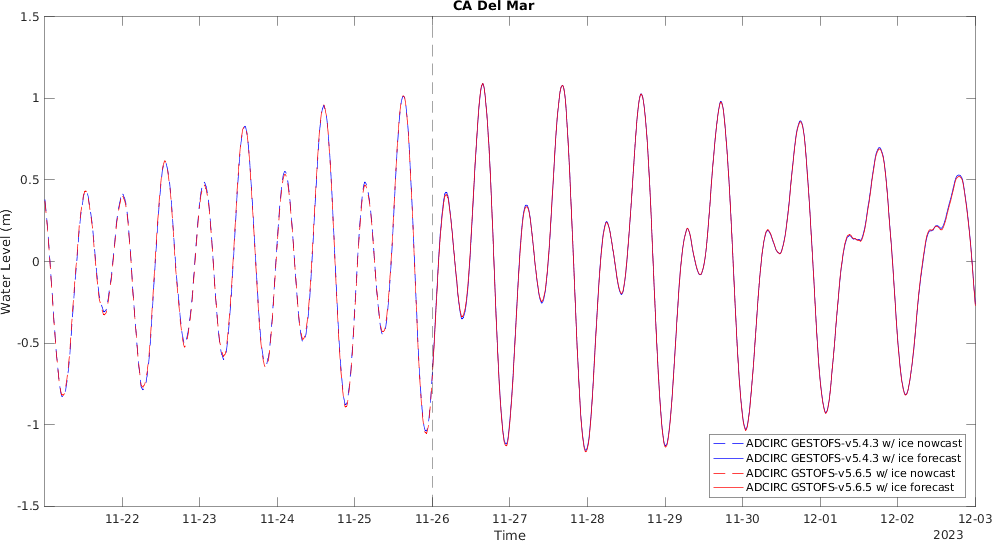 CA Del Mar
1.5
1
0.5
0
-0.5
-1
-1.5
Water Level (m)
11-22 11-23 11-24 11-25 11-26 11-27 11-28 11-29 11-30 12-01 12-02 12-03
Time
2023
ADCIRC GESTOFS-v5.4.3 w/ ice nowcast
ADCIRC GESTOFS-v5.4.3 w/ ice forecast
ADCIRC GSTOFS-v5.6.5 w/ ice nowcast
ADCIRC GSTOFS-v5.6.5 w/ ice forecast